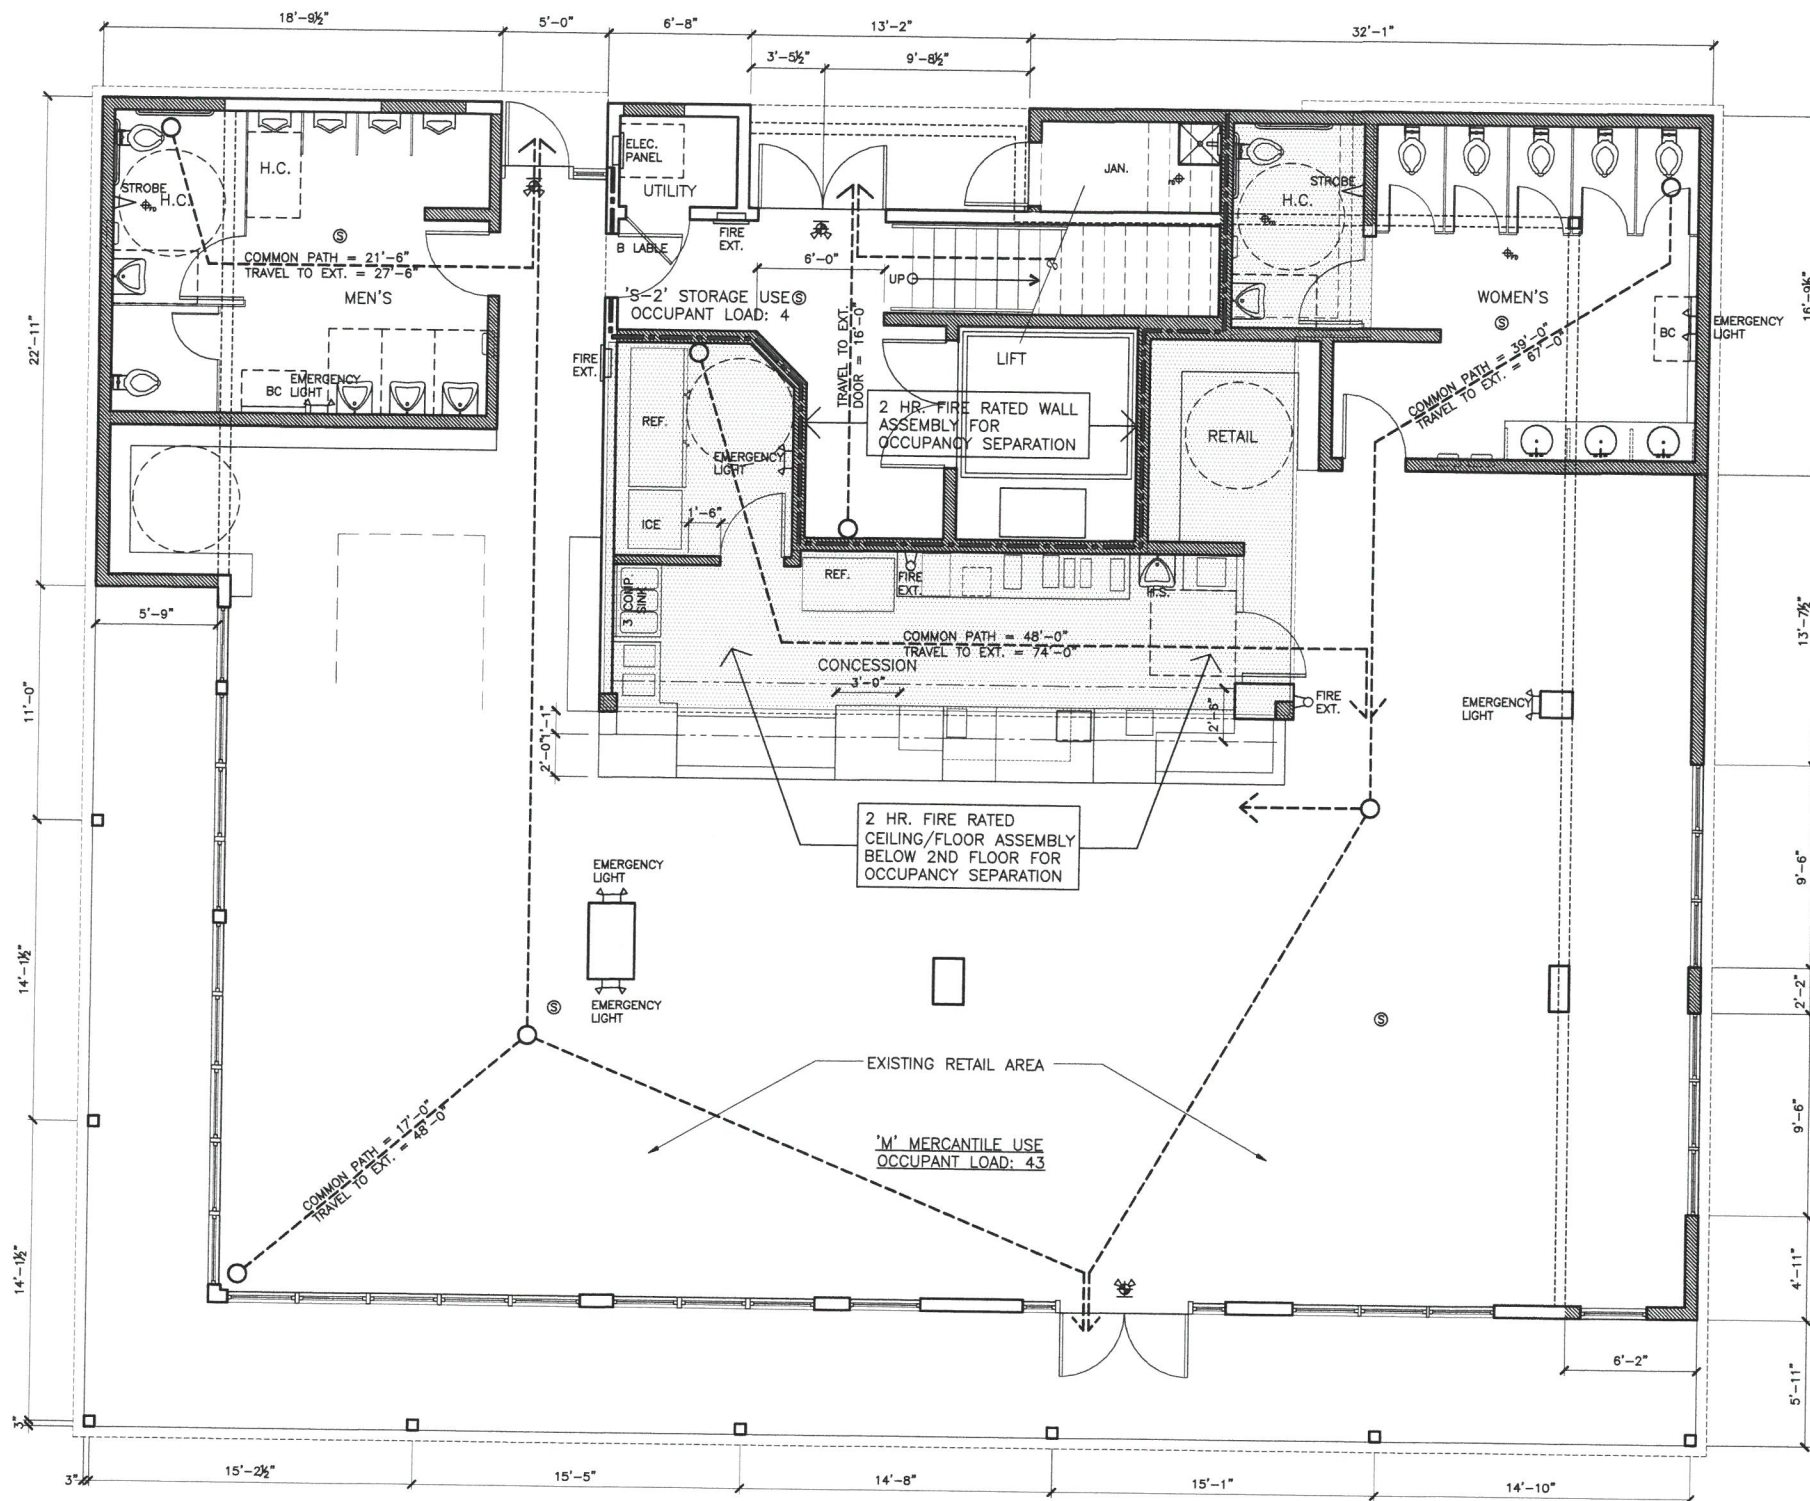 18'-9½"
5'-0"
6'-8"
13'-2"
32'-1"
3'-5½"
9'-8½"
22'-11"
11'-0"
14'-1½"
14'-1½"
3"
STROBE
H.C.
H.C.
COMMON PATH = 21'-6"
TRAVEL TO EXT. = 27'-6"
MEN'S
BC
EMERGENCY
LIGHT
ELEC.
PANEL
UTILITY
B LABLE
FIRE
EXT.
6'-0"
'S-2' STORAGE USE
S
OCCUPANT LOAD: 4
UP
JAN.
LIFT
H.C.
STROBE
WOMEN'S
BC
EMERGENCY
LIGHT
COMMON PATH = 39'-0"
TRAVEL TO EXT. = 67'-0"
FIRE
EXT.
REF.
EMERGENCY
LIGHT
ICE
1'-6"
TRAVEL TO EXT.
DOOR = 16'-0"
2 HR. FIRE RATED WALL
ASSEMBLY FOR
OCCUPANCY SEPARATION
RETAIL
3 COMP.
SINK
REF.
FIRE
EXT.
H.S.
COMMON PATH = 48'-0"
TRAVEL TO EXT. = 74'-0"
CONCESSION
3'-0"
2'-6"
1'-1"
2'-0"
FIRE
EXT.
EMERGENCY
LIGHT
5'-9"
2 HR. FIRE RATED
CEILING/FLOOR ASSEMBLY
BELOW 2ND FLOOR FOR
OCCUPANCY SEPARATION
EMERGENCY
LIGHT
EMERGENCY
LIGHT
S
S
S
S
EXISTING RETAIL AREA
'M' MERCANTILE USE
OCCUPANT LOAD: 43
COMMON PATH = 17'-0"
TRAVEL TO EXT. = 48'-0"
13'-7½"
9'-6"
2'-2"
9'-6"
4'-11"
5'-11"
6'-2"
3"
15'-2½"
15'-5"
14'-8"
15'-1"
14'-10"